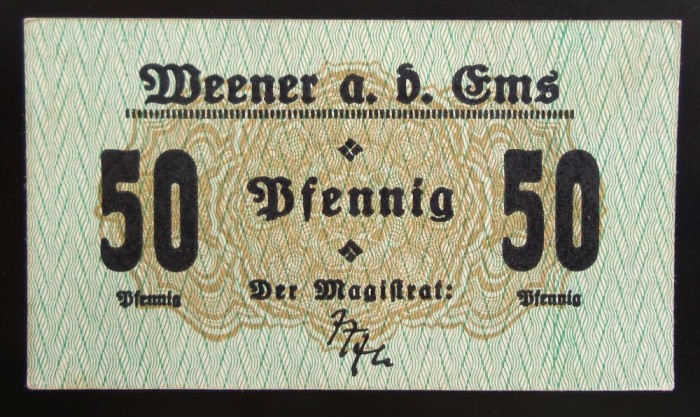 Weener a. d. Ems
50 Pfennig 50
Pfennig Der Magistrat: Pfennig